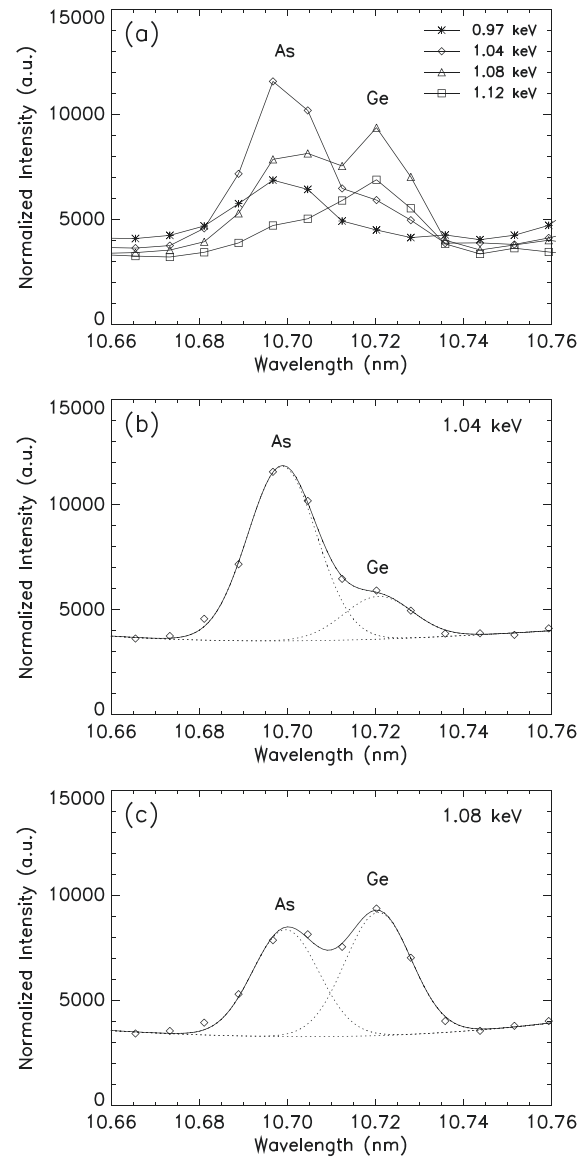 (a)
0.97 keV
1.04 keV
1.08 keV
1.12 keV
As
Ge
15000
10000
5000
0
Normalized Intensity (a.u.)
10.66 10.68 10.70 10.72 10.74 10.76
Wavelength (nm)
(b)
1.04 keV
As
Ge
15000
10000
5000
0
Normalized Intensity (a.u.)
10.66 10.68 10.70 10.72 10.74 10.76
Wavelength (nm)
(c)
1.08 keV
As
Ge
15000
10000
5000
0
Normalized Intensity (a.u.)
10.66 10.68 10.70 10.72 10.74 10.76
Wavelength (nm)